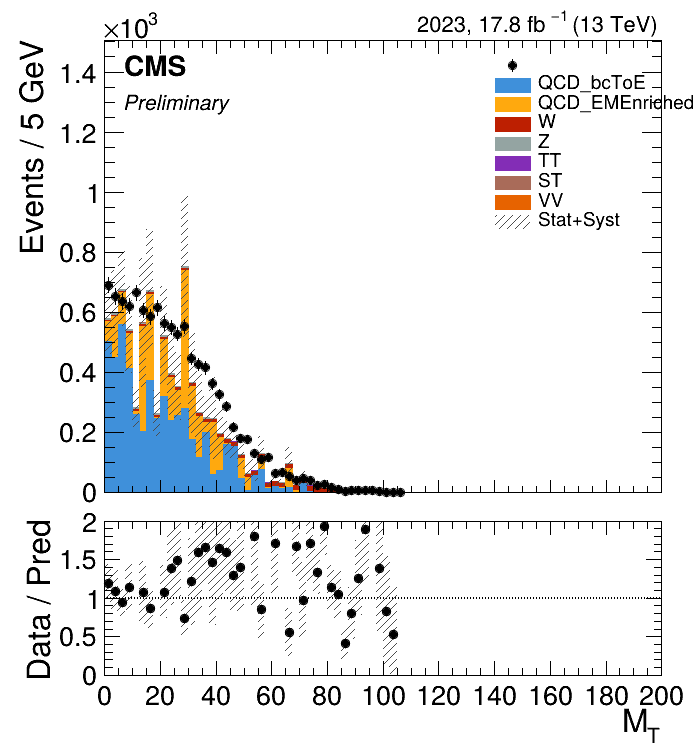 ×10³
2023, 17.8 fb⁻¹ (13 TeV)
CMS
Preliminary
QCD_bcToE
QCD_EMEnriched
W
Z
TT
ST
VV
Stat+Syst
Events / 5 GeV
1.4
1.2
1
0.8
0.6
0.4
0.2
0
Data / Pred
2
1.5
1
0.5
0
0 20 40 60 80 100 120 140 160 180 200
M_T